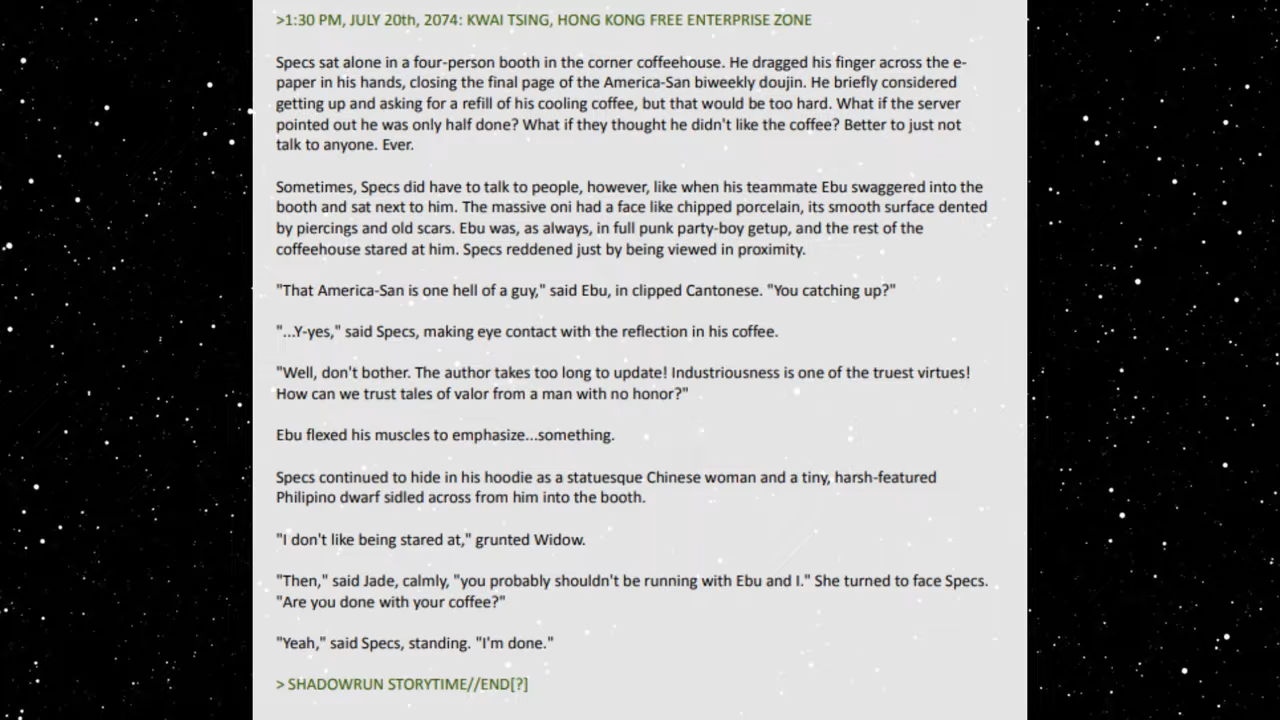 >1:30 PM, JULY 20th, 2074: KWAI TSING, HONG KONG FREE ENTERPRISE ZONE
Specs sat alone in a four-person booth in the corner coffeehouse. He dragged his finger across the e-
paper in his hands, closing the final page of the America-San biweekly doujin. He briefly considered
getting up and asking for a refill of his cooling coffee, but that would be too hard. What if the server
pointed out he was only half done? What if they thought he didn't like the coffee? Better to just not
talk to anyone. Ever.
Sometimes, Specs did have to talk to people, however, like when his teammate Ebu swaggered into the
booth and sat next to him. The massive oni had a face like chipped porcelain, its smooth surface dented
by piercings and old scars. Ebu was, as always, in full punk party-boy getup, and the rest of the
coffeehouse stared at him. Specs reddened just by being viewed in proximity.
"That America-San is one hell of a guy," said Ebu, in clipped Cantonese. "You catching up?"
"...Y-yes," said Specs, making eye contact with the reflection in his coffee.
"Well, don't bother. The author takes too long to update! Industriousness is one of the truest virtues!
How can we trust tales of valor from a man with no honor?"
Ebu flexed his muscles to emphasize...something.
Specs continued to hide in his hoodie as a statuesque Chinese woman and a tiny, harsh-featured
Philipino dwarf sidled across from him into the booth.
"I don't like being stared at," grunted Widow.
"Then," said Jade, calmly, "you probably shouldn't be running with Ebu and I." She turned to face Specs.
"Are you done with your coffee?"
"Yeah," said Specs, standing. "I'm done."
> SHADOWRUN STORYTIME//END[?]